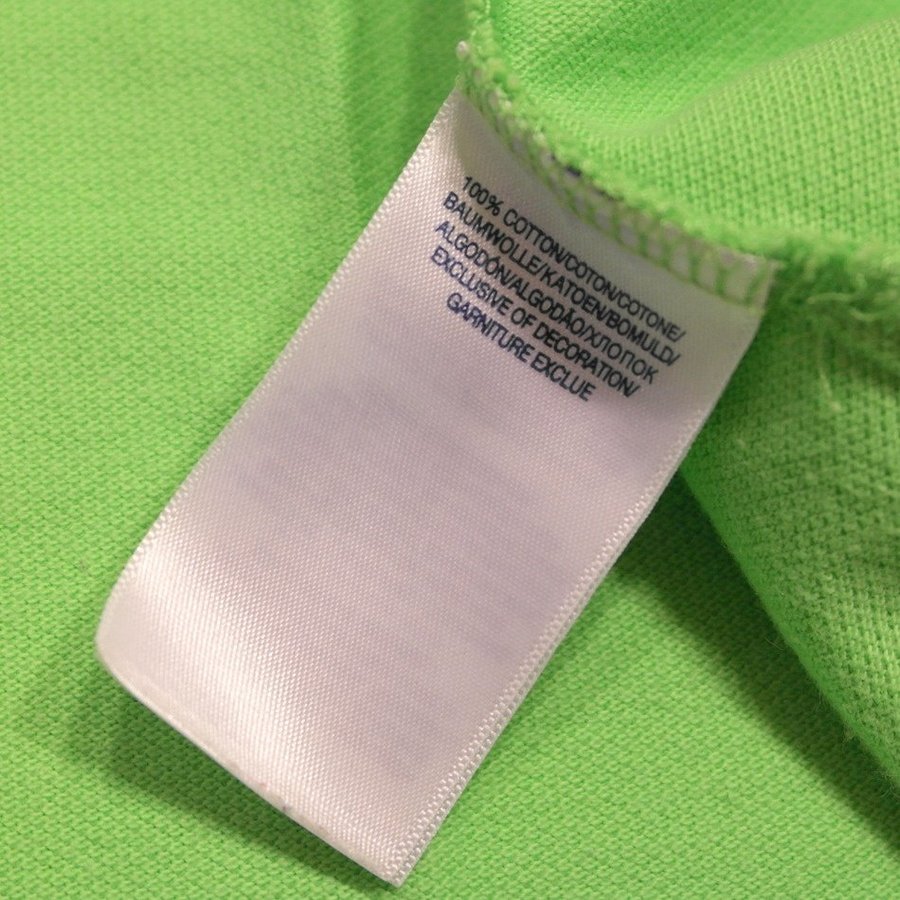 100% COTTON/COTON/COTONE/
BAUMWOLLE/KATOEN/BOMULD/
ALGODÓN/ALGODÃO/ХЛОПОК
EXCLUSIVE OF DECORATION/
GARNITURE EXCLUE